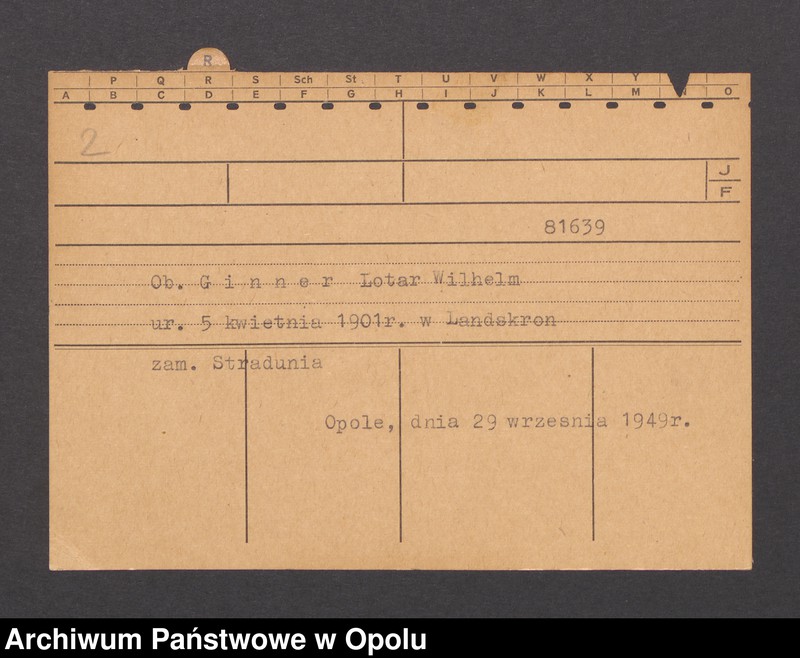 R
P Q R S Sch St T U V W X Y
A B C D E F G H I J K L M O
2
J
F
81639
Ob. G i n n e r Lotar Wilhelm
ur. 5 kwietnia 1901r. w Landskron
zam. Stradunia
Opole, dnia 29 wrzesnia 1949r.
Archiwum Państwowe w Opolu